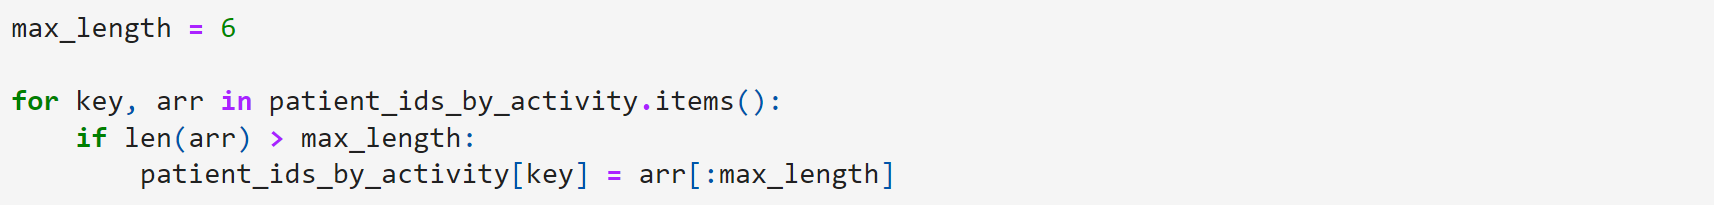 max_length = 6
for key, arr in patient_ids_by_activity.items():
    if len(arr) > max_length:
        patient_ids_by_activity[key] = arr[:max_length]